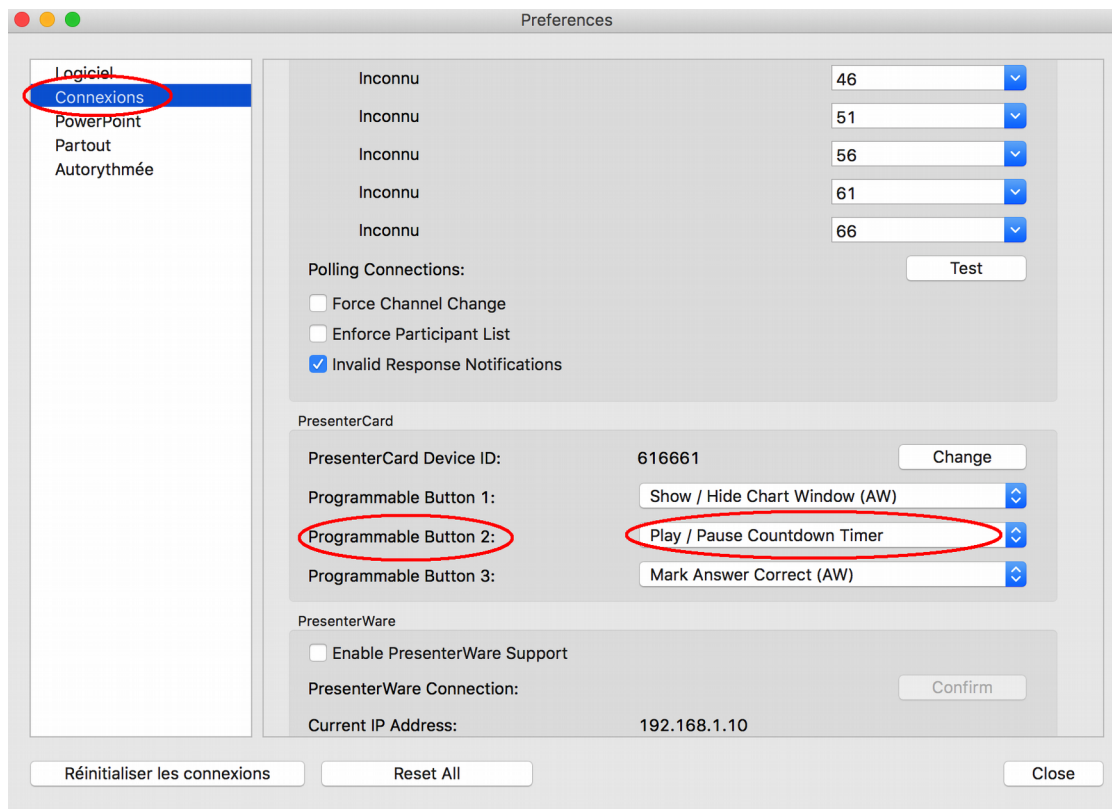 Preferences
Logiciel
Connexions
PowerPoint
Partout
Autorythmée
Inconnu 46
Inconnu 51
Inconnu 56
Inconnu 61
Inconnu 66
Polling Connections: Test
Force Channel Change
Enforce Participant List
Invalid Response Notifications
PresenterCard
PresenterCard Device ID: 616661 Change
Programmable Button 1: Show / Hide Chart Window (AW)
Programmable Button 2: Play / Pause Countdown Timer
Programmable Button 3: Mark Answer Correct (AW)
PresenterWare
Enable PresenterWare Support
PresenterWare Connection: Confirm
Current IP Address: 192.168.1.10
Réinitialiser les connexions Reset All Close